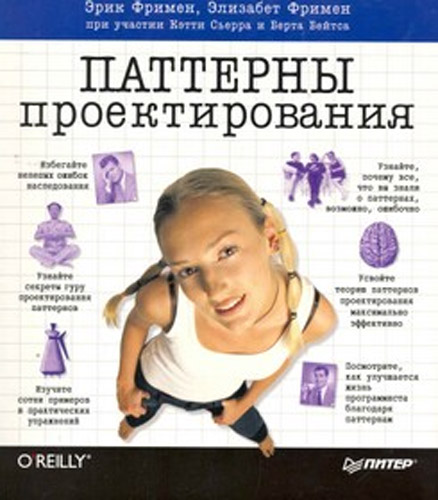 Эрик Фримен, Элизабет Фримен
при участии Кэтти Сьерра и Берта Бейтса
ПАТТЕРНЫ
проектирования
Избегайте
нелепых ошибок
наследования
Узнайте
секреты гуру
проектирования
паттернов
Изучите
сотни примеров
и практических
упражнений
Узнайте,
почему все,
что вы знали
о паттернах,
возможно, ошибочно
Усвойте
теорию паттернов
проектирования
максимально
эффективно
Посмотрите,
как улучшается
жизнь
программиста
благодаря
паттернам
O'REILLY®
ПИТЕР®